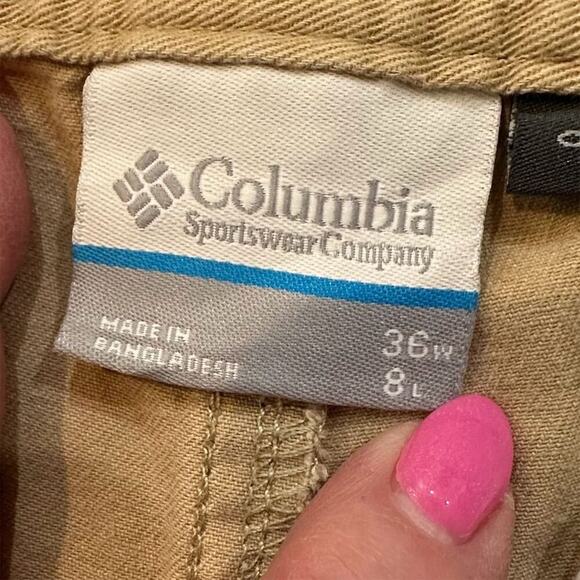 Columbia
Sportswear Company
MADE IN
BANGLADESH
36W
8L